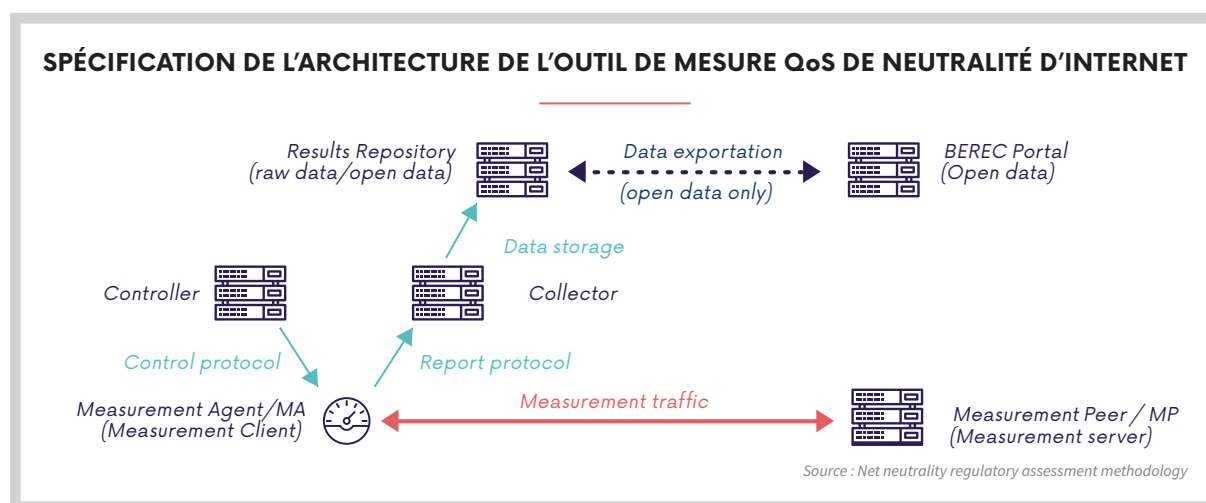 SPÉCIFICATION DE L'ARCHITECTURE DE L'OUTIL DE MESURE QoS DE NEUTRALITÉ D'INTERNET
Results Repository
(raw data/open data)
Data exportation
(open data only)
BEREC Portal
(Open data)
Data storage
Controller
Collector
Control protocol
Report protocol
Measurement Agent/MA
(Measurement Client)
Measurement traffic
Measurement Peer / MP
(Measurement server)
Source : Net neutrality regulatory assessment methodology